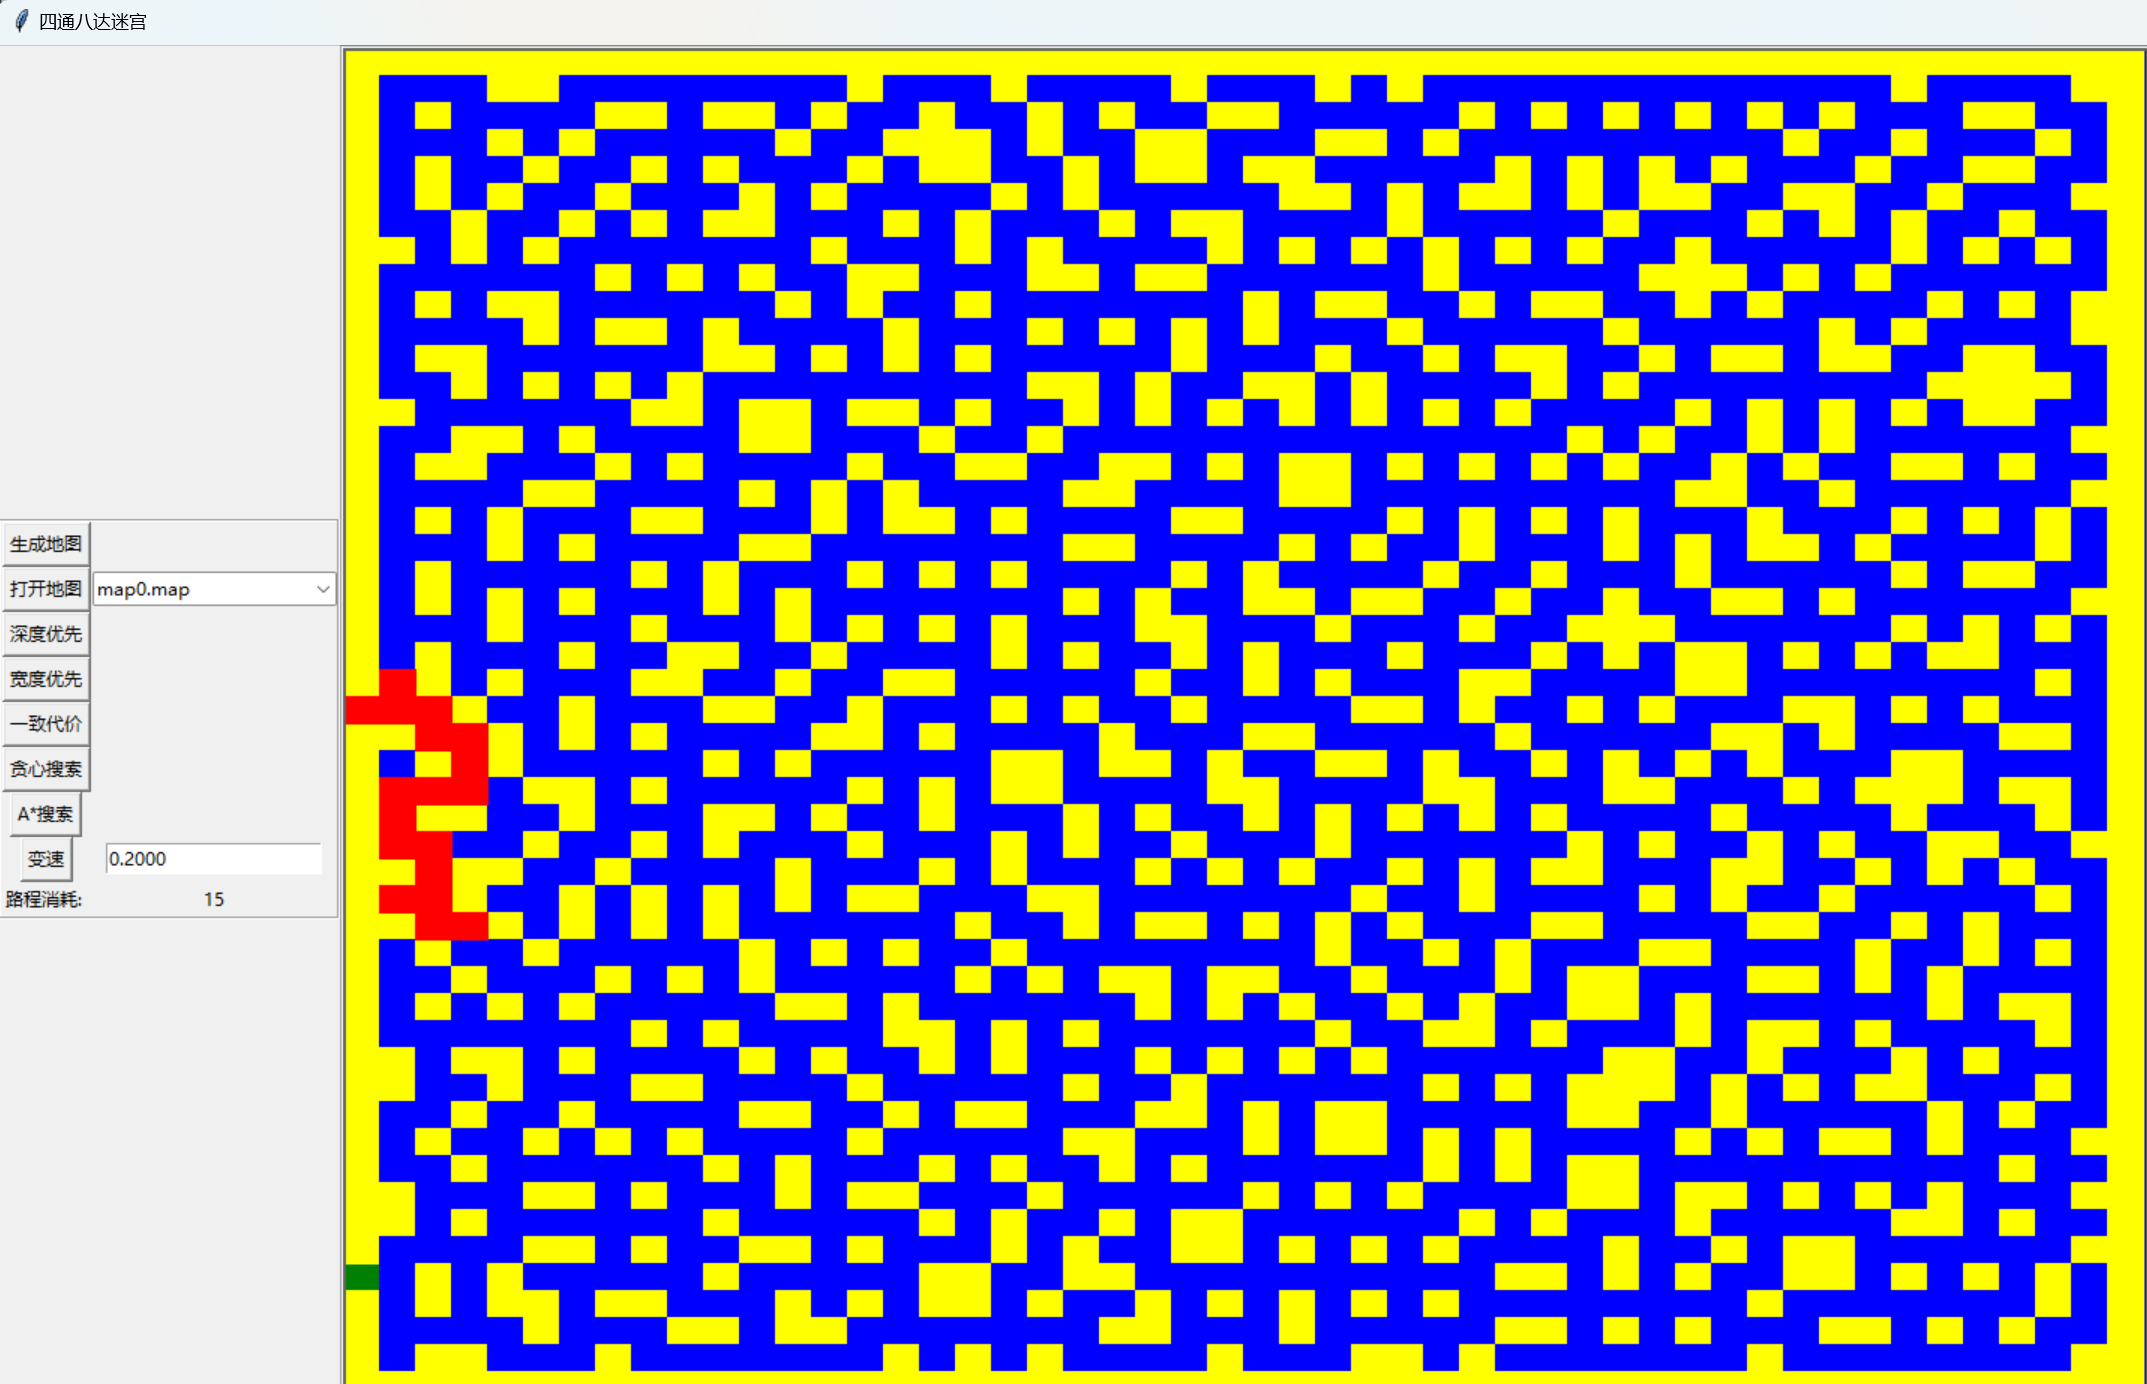 四通八达迷宫
生成地图
打开地图 map0.map
深度优先
宽度优先
一致代价
贪心搜索
A*搜索
变速 0.2000
路程消耗: 15